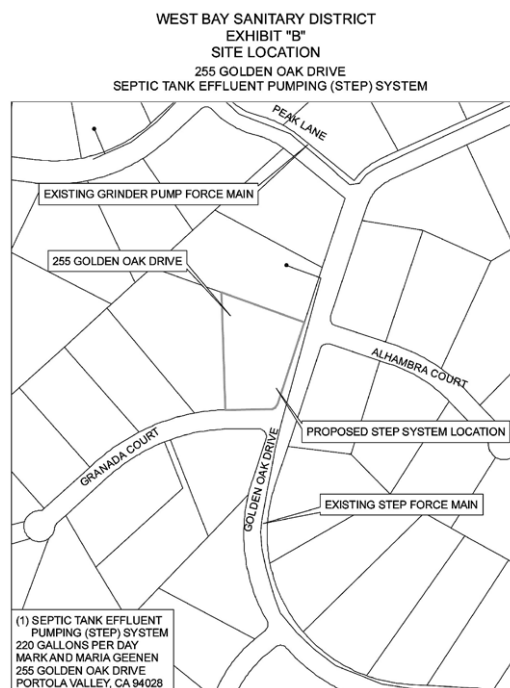 WEST BAY SANITARY DISTRICT
EXHIBIT "B"
SITE LOCATION
255 GOLDEN OAK DRIVE
SEPTIC TANK EFFLUENT PUMPING (STEP) SYSTEM
PEAK LANE
EXISTING GRINDER PUMP FORCE MAIN
255 GOLDEN OAK DRIVE
ALHAMBRA COURT
PROPOSED STEP SYSTEM LOCATION
GRANADA COURT
GOLDEN OAK DRIVE
EXISTING STEP FORCE MAIN
(1) SEPTIC TANK EFFLUENT
PUMPING (STEP) SYSTEM
220 GALLONS PER DAY
MARK AND MARIA GEENEN
255 GOLDEN OAK DRIVE
PORTOLA VALLEY, CA 94028